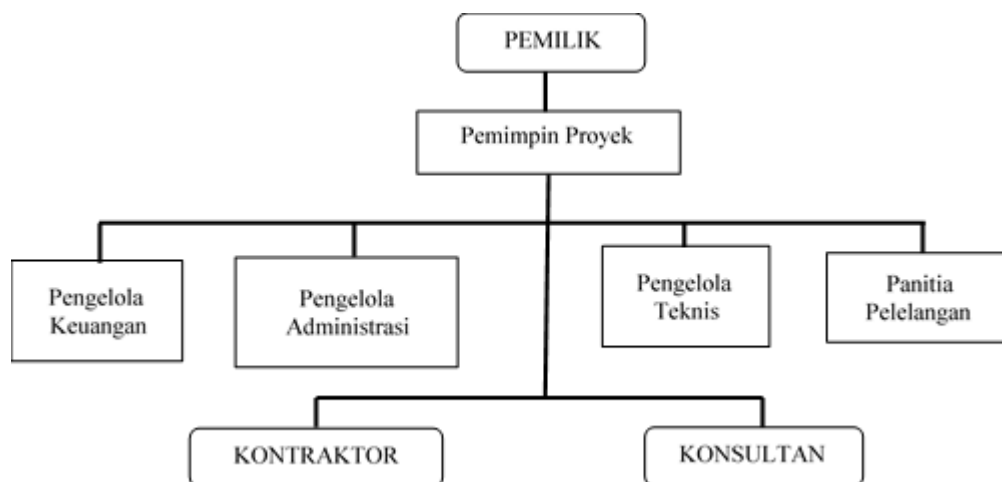 PEMILIK
Pemimpin Proyek
Pengelola
Keuangan
Pengelola
Administrasi
Pengelola
Teknis
Panitia
Pelelangan
KONTRAKTOR
KONSULTAN